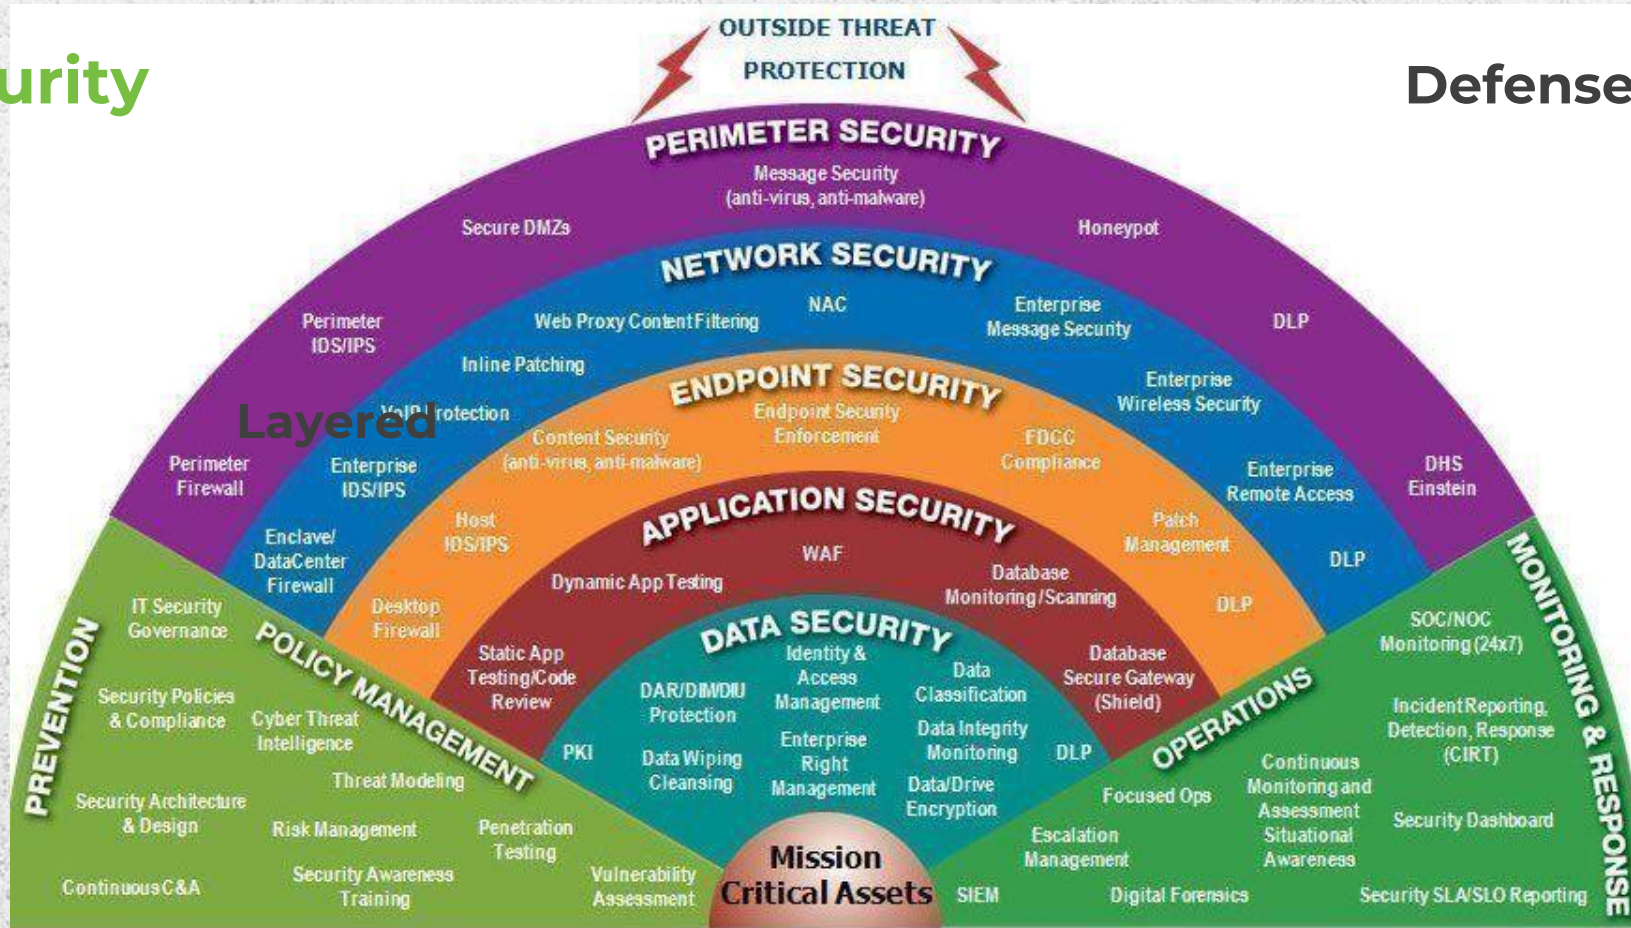 urity
Defense
OUTSIDE THREAT
PROTECTION
PERIMETER SECURITY
Message Security
(anti-virus, anti-malware)
Secure DMZs
Honeypot
Perimeter
IDS/IPS
DLP
Perimeter
Firewall
DHS
Einstein
NETWORK SECURITY
NAC
Web Proxy Content Filtering
Enterprise
Message Security
Inline Patching
Enterprise
Wireless Security
Layered
Enterprise
IDS/IPS
Enterprise
Remote Access
Enclave/
DataCenter
Firewall
DLP
ENDPOINT SECURITY
Endpoint Security
Enforcement
Content Security
(anti-virus, anti-malware)
FDCC
Compliance
Host
IDS/IPS
Patch
Management
Desktop
Firewall
DLP
APPLICATION SECURITY
WAF
Dynamic App Testing
Database
Monitoring/Scanning
Static App
Testing/Code
Review
Database
Secure Gateway
(Shield)
DATA SECURITY
Identity &
Access
Management
DAR/DIM/DIU
Protection
Data
Classification
PKI
Data Wiping
Cleansing
Enterprise
Right
Management
Data Integrity
Monitoring
DLP
Data/Drive
Encryption
Mission
Critical Assets
PREVENTION
POLICY MANAGEMENT
IT Security
Governance
Security Policies
& Compliance
Cyber Threat
Intelligence
Threat Modeling
Security Architecture
& Design
Risk Management
Penetration
Testing
Continuous C&A
Security Awareness
Training
Vulnerability
Assessment
OPERATIONS
MONITORING & RESPONSE
SOC/NOC
Monitoring (24x7)
Incident Reporting,
Detection, Response
(CIRT)
Continuous
Monitoring and
Assessment
Situational
Awareness
Focused Ops
Security Dashboard
Escalation
Management
SIEM
Digital Forensics
Security SLA/SLO Reporting